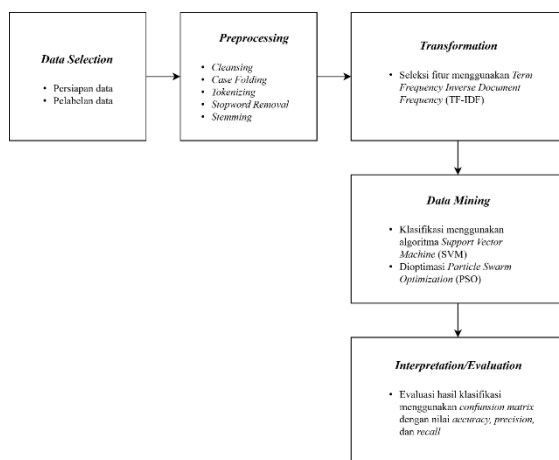 Data Selection
• Persiapan data
• Pelabelan data
Preprocessing
• Cleansing
• Case Folding
• Tokenizing
• Stopword Removal
• Stemming
Transformation
• Seleksi fitur menggunakan Term
Frequency Inverse Document
Frequency (TF-IDF)
Data Mining
• Klasifikasi menggunakan
algoritma Support Vector
Machine (SVM)
• Dioptimasi Particle Swarm
Optimization (PSO)
Interpretation/Evaluation
• Evaluasi hasil klasifikasi
menggunakan confunsion matrix
dengan nilai accuracy, precision,
dan recall